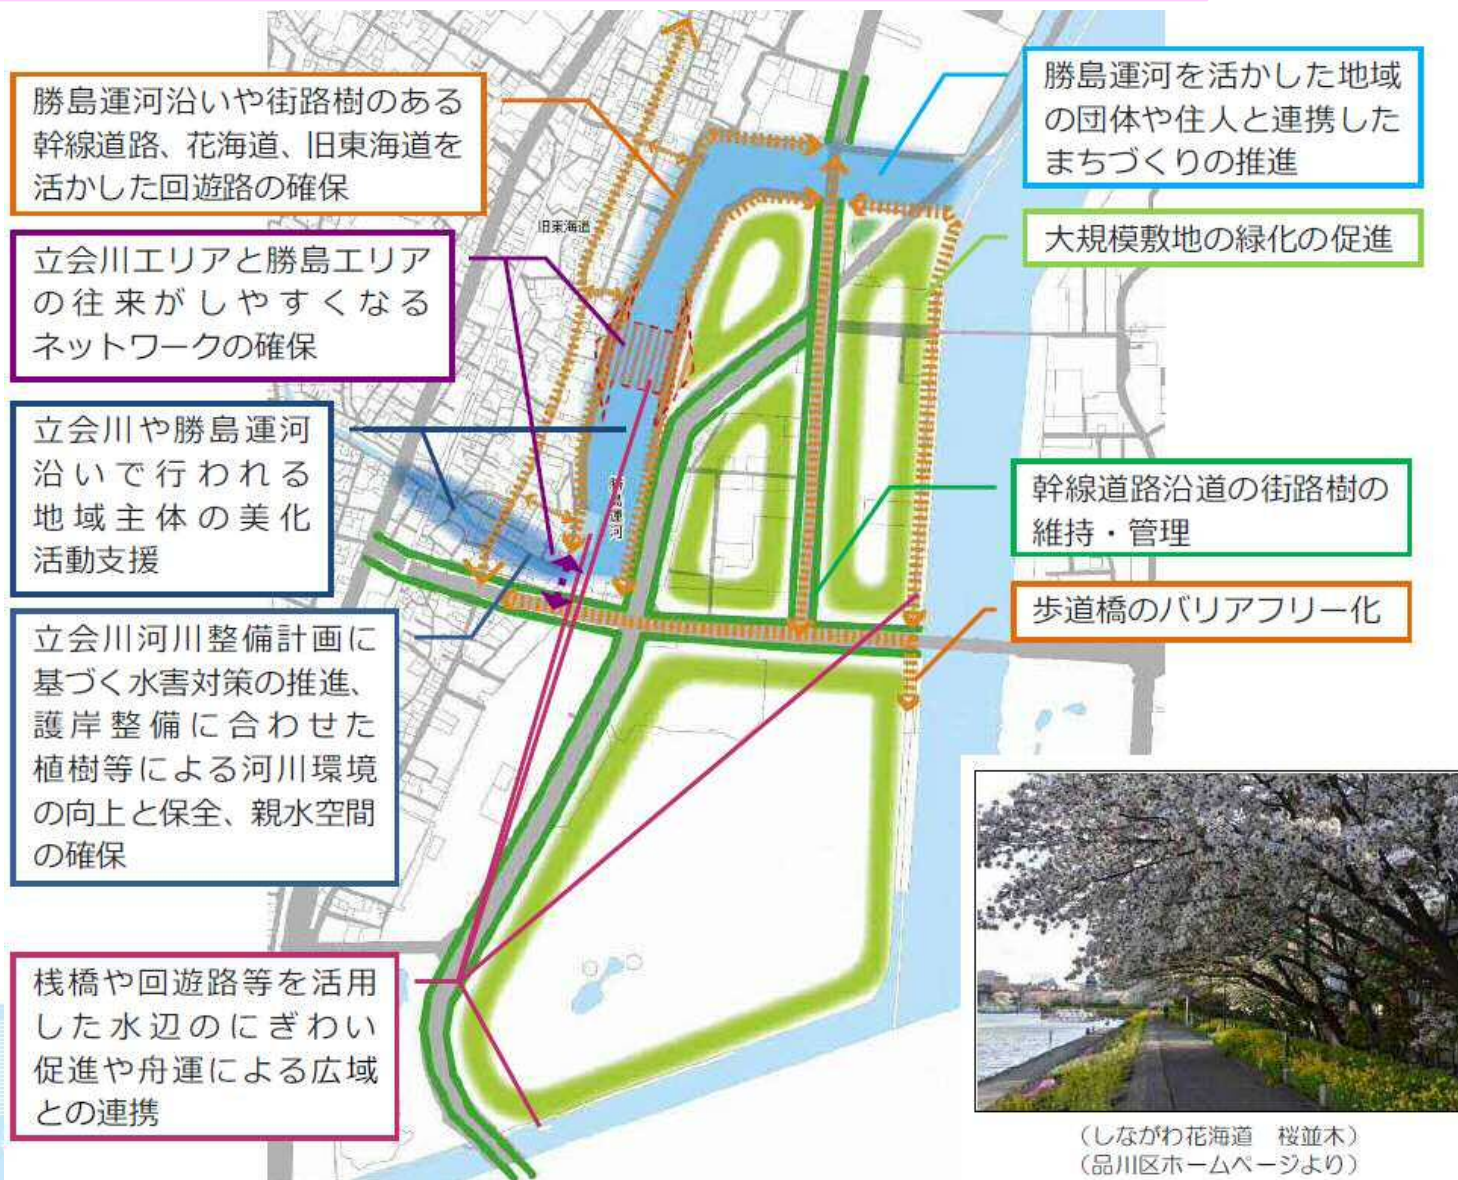 勝島運河沿いや街路樹のある
幹線道路、花海道、旧東海道を
活かした回遊路の確保
立会川エリアと勝島エリア
の往来がしやすくなる
ネットワークの確保
立会川や勝島運河
沿いで行われる
地域主体の美化
活動支援
立会川河川整備計画に
基づく水害対策の推進、
護岸整備に合わせた
植樹等による河川環境
の向上と保全、親水空間
の確保
桟橋や回遊路等を活用
した水辺のにぎわい
促進や舟運による広域
との連携
旧東海道
勝島運河
勝島運河を活かした地域
の団体や住人と連携した
まちづくりの推進
大規模敷地の緑化の促進
幹線道路沿道の街路樹の
維持・管理
歩道橋のバリアフリー化
（しながわ花海道　桜並木）
（品川区ホームページより）